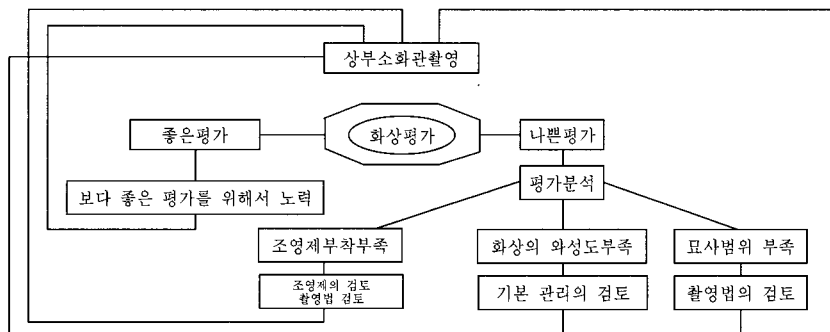 상부소화관촬영
좋은평가
화상평가
나쁜평가
보다 좋은 평가를 위해서 노력
평가분석
조영제부착부족
화상의 와성도부족
묘사범위 부족
조영제의 검토
촬영법 검토
기본 관리의 검토
촬영법의 검토